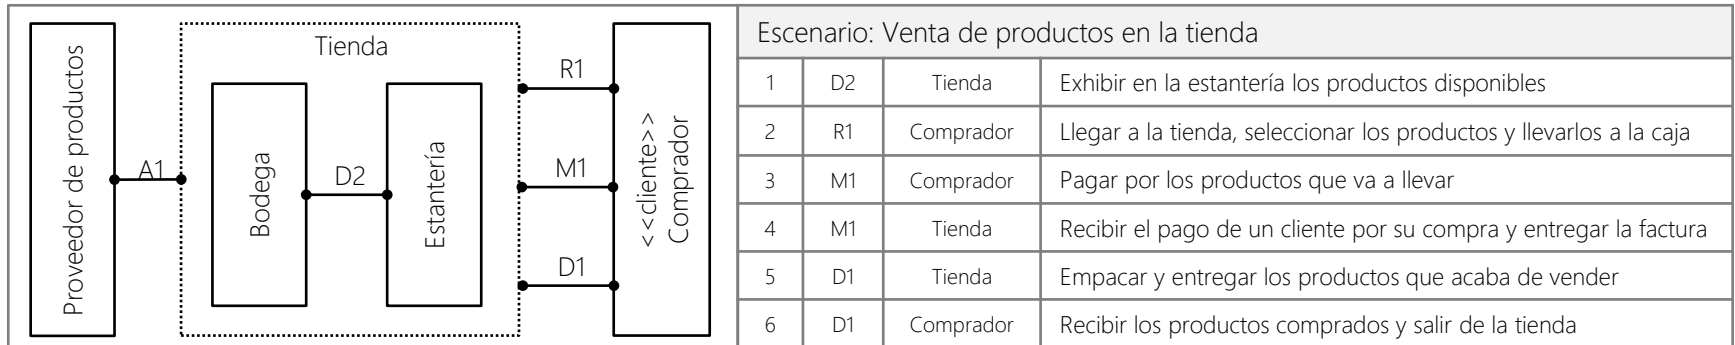 Proveedor de productos
A1
Tienda
Bodega
D2
Estantería
R1
M1
D1
<<cliente>>
Comprador
Escenario: Venta de productos en la tienda
1 D2 Tienda Exhibir en la estantería los productos disponibles
2 R1 Comprador Llegar a la tienda, seleccionar los productos y llevarlos a la caja
3 M1 Comprador Pagar por los productos que va a llevar
4 M1 Tienda Recibir el pago de un cliente por su compra y entregar la factura
5 D1 Tienda Empacar y entregar los productos que acaba de vender
6 D1 Comprador Recibir los productos comprados y salir de la tienda